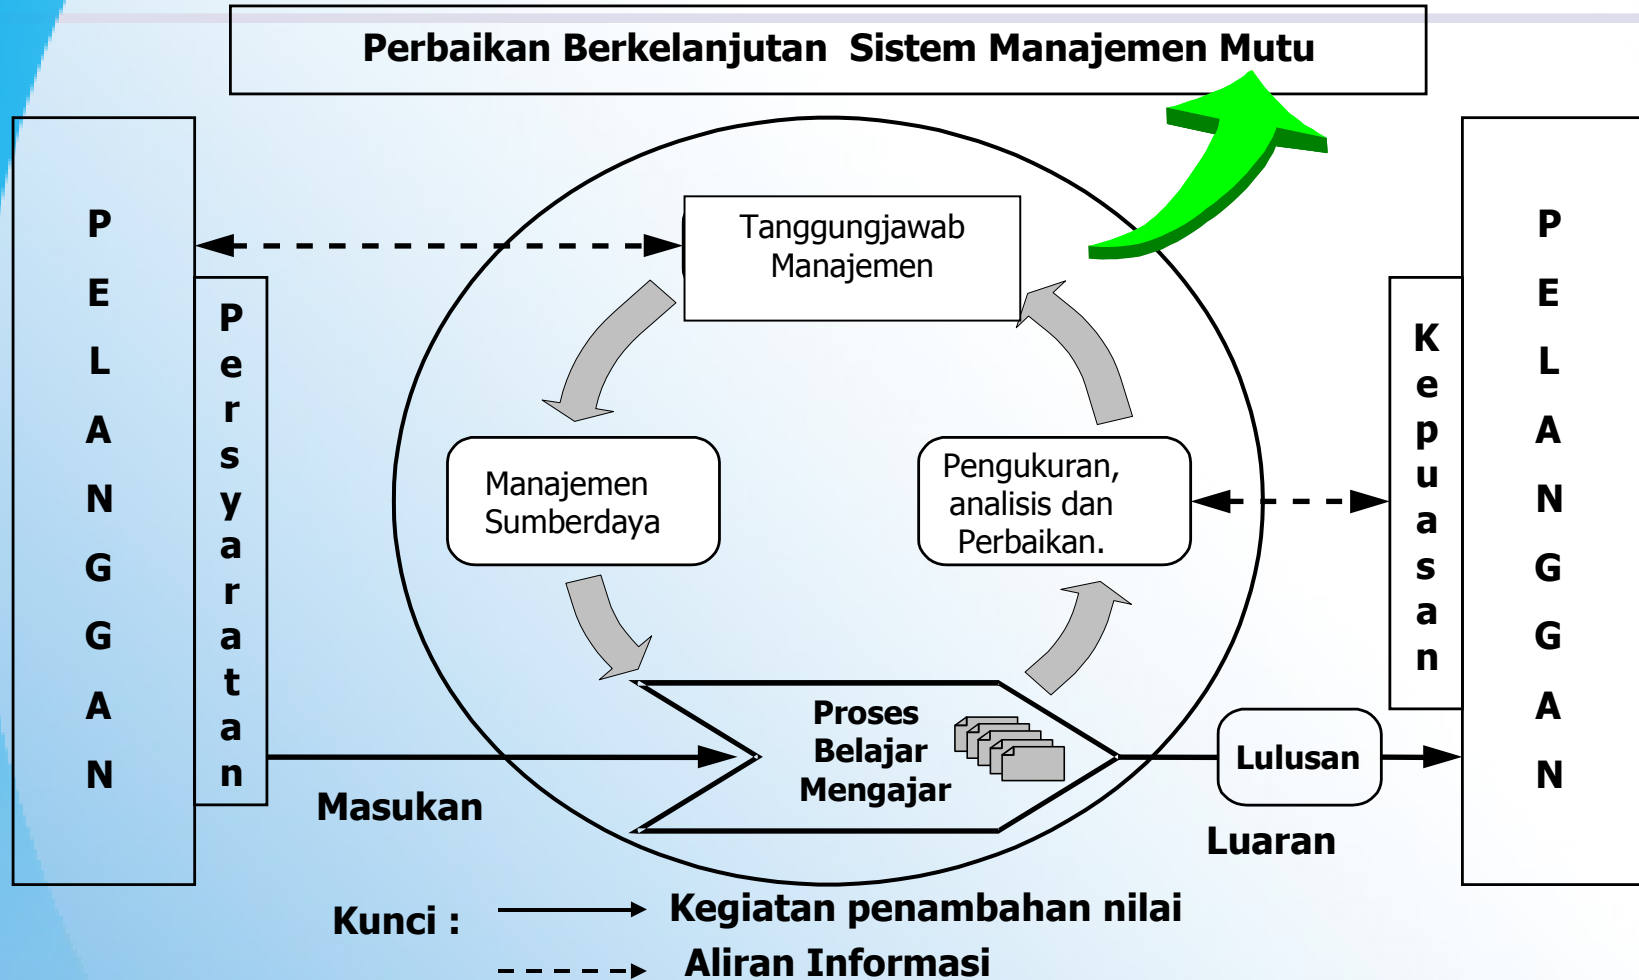 Perbaikan Berkelanjutan  Sistem Manajemen Mutu
PELANGGAN
Persyaratan
Tanggungjawab
Manajemen
Manajemen
Sumberdaya
Pengukuran,
analisis dan
Perbaikan.
Proses
Belajar
Mengajar
Masukan
Lulusan
Luaran
Kepuasan
PELANGGAN
Kunci :
Kegiatan penambahan nilai
Aliran Informasi